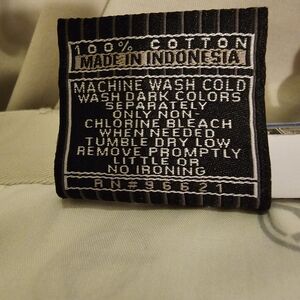 100% COTTON
MADE IN INDONESIA
MACHINE WASH COLD
WASH DARK COLORS
SEPARATELY
ONLY NON-
CHLORINE BLEACH
WHEN NEEDED
TUMBLE DRY LOW
REMOVE PROMPTLY
LITTLE OR
NO IRONING
RN#96621